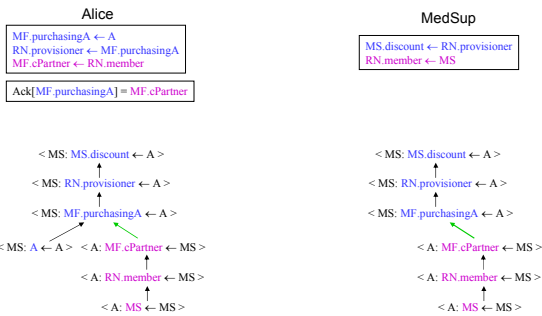 Alice
MF.purchasingA ← A
RN.provisioner ← MF.purchasingA
MF.cPartner ← RN.member
Ack[MF.purchasingA] = MF.cPartner
< MS: MS.discount ← A >
< MS: RN.provisioner ← A >
< MS: MF.purchasingA ← A >
< MS: A ← A > < A: MF.cPartner ← MS >
< A: RN.member ← MS >
< A: MS ← MS >
MedSup
MS.discount ← RN.provisioner
RN.member ← MS
< MS: MS.discount ← A >
< MS: RN.provisioner ← A >
< MS: MF.purchasingA ← A >
< A: MF.cPartner ← MS >
< A: RN.member ← MS >
< A: MS ← MS >